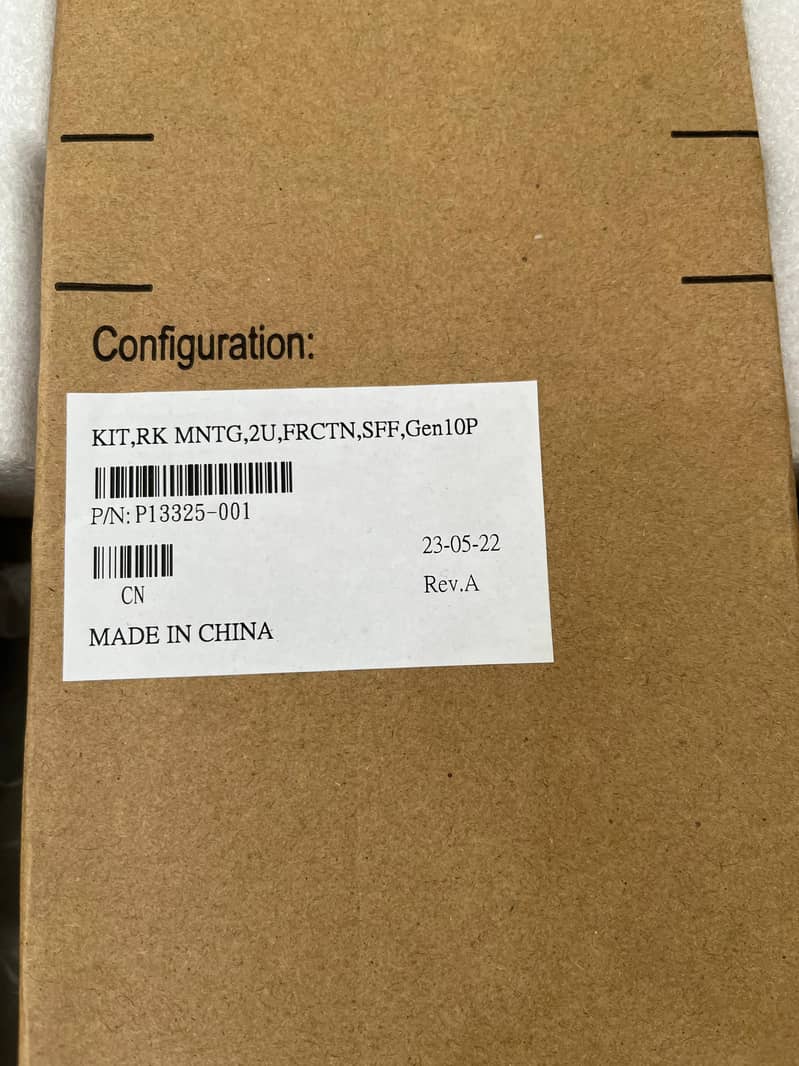 Configuration:
KIT,RK MNTG,2U,FRCTN,SFF,Gen10P
P/N: P13325-001
23-05-22
CN
Rev.A
MADE IN CHINA